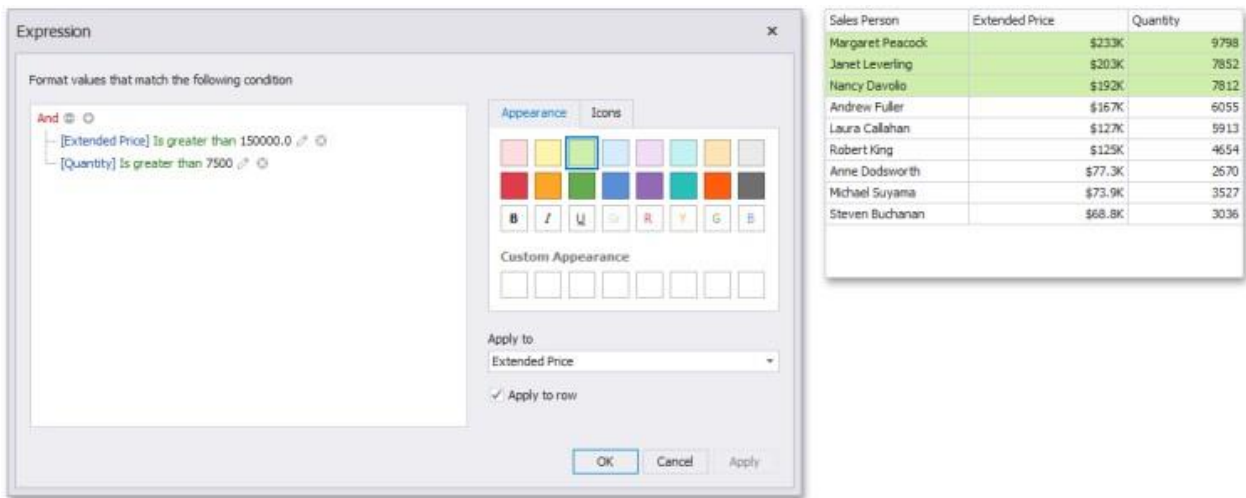 Expression
Format values that match the following condition
And
[Extended Price] Is greater than 150000.0
[Quantity] Is greater than 7500
Appearance Icons
B I U Gr R Y G B
Custom Appearance
Apply to
Extended Price
Apply to row
OK Cancel Apply
Sales Person Extended Price Quantity
Margaret Peacock $233K 9798
Janet Leverling $203K 7852
Nancy Davolio $192K 7812
Andrew Fuller $167K 6055
Laura Callahan $127K 5913
Robert King $125K 4654
Anne Dodsworth $77.3K 2670
Michael Suyama $73.9K 3527
Steven Buchanan $68.8K 3036